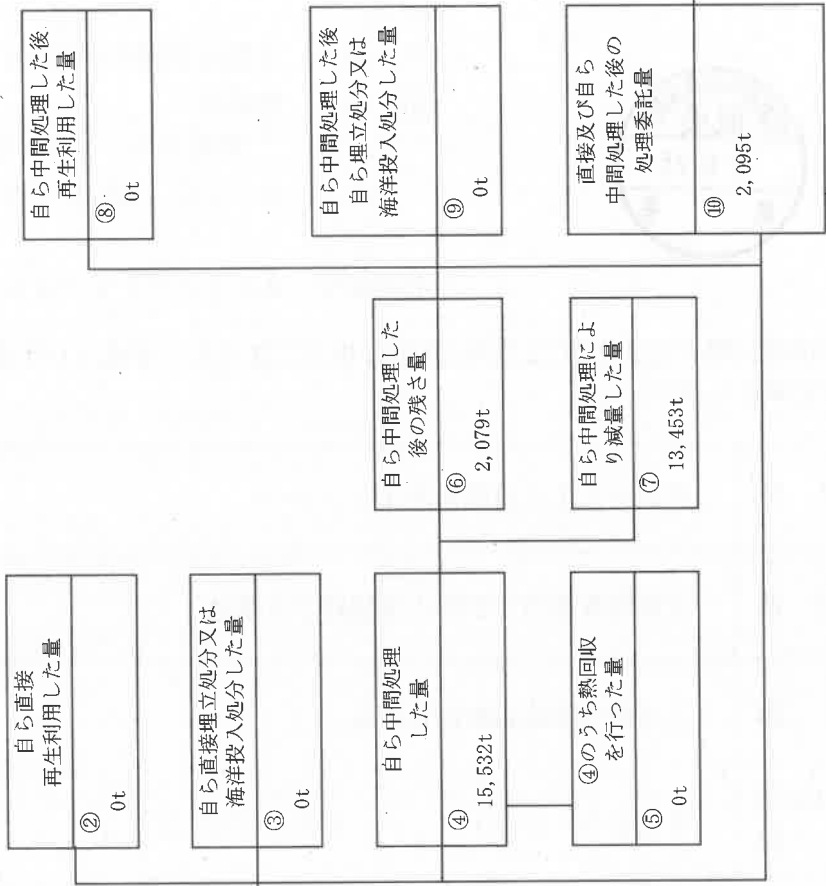 自ら直接
再生利用した量
②
0t
自ら直接埋立処分又は
海洋投入処分した量
③
0t
自ら中間処理
した量
④
15,532t
④のうち熱回収
を行った量
⑤
0t
自ら中間処理した
後の残さ量
⑥
2,079t
自ら中間処理によ
り減量した量
⑦
13,453t
自ら中間処理した後
再生利用した量
⑧
0t
自ら中間処理した後
自ら埋立処分又は
海洋投入処分した量
⑨
0t
直接及び自ら
中間処理した後の
処理委託量
⑩
2,095t